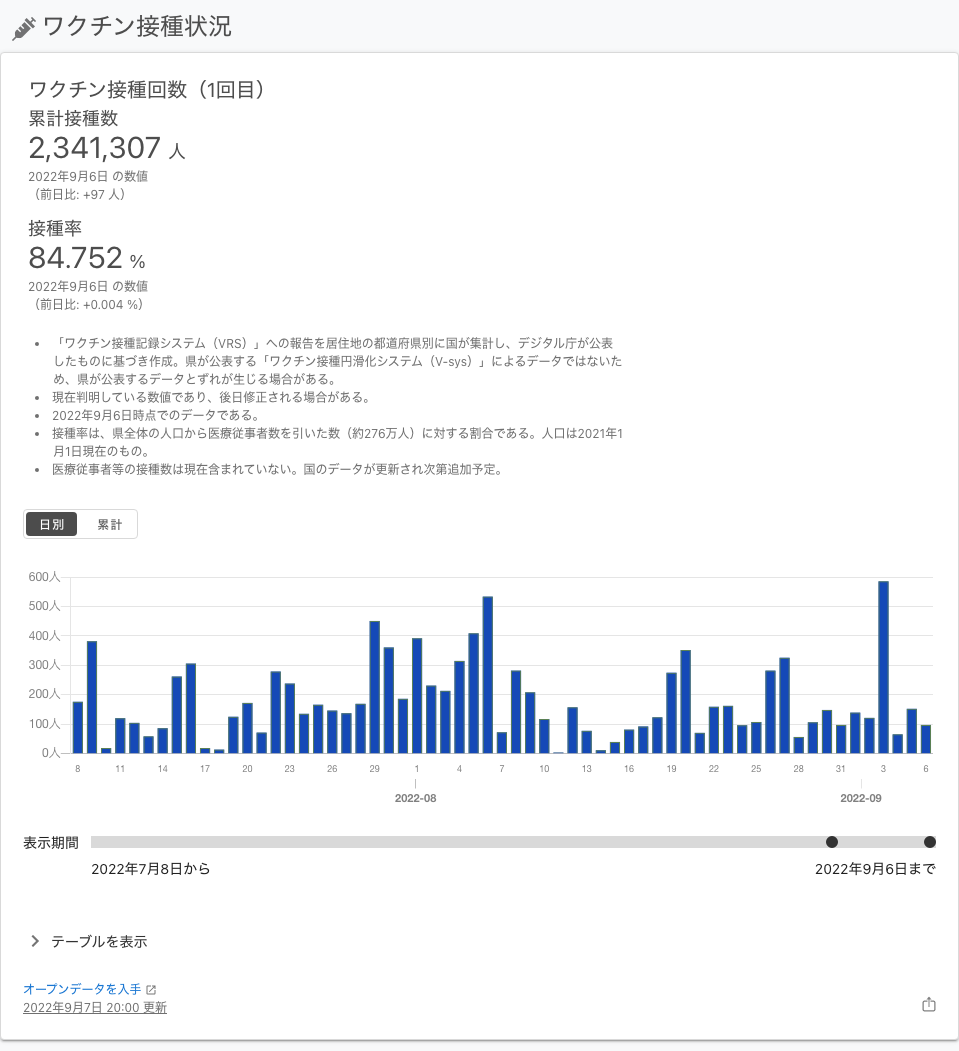 ワクチン接種状況
ワクチン接種回数（1回目）
累計接種数
2,341,307 人
2022年9月6日 の数値
（前日比: +97 人）
接種率
84.752 %
2022年9月6日 の数値
（前日比: +0.004 %）
• 「ワクチン接種記録システム（VRS）」への報告を居住地の都道府県別に国が集計し、デジタル庁が公表
したものに基づき作成。県が公表する「ワクチン接種円滑化システム（V-sys）」によるデータではないた
め、県が公表するデータとずれが生じる場合がある。
• 現在判明している数値であり、後日修正される場合がある。
• 2022年9月6日時点でのデータである。
• 接種率は、県全体の人口から医療従事者数を引いた数（約276万人）に対する割合である。人口は2021年1
月1日現在のもの。
• 医療従事者等の接種数は現在含まれていない。国のデータが更新され次第追加予定。
日別 累計
600人
500人
400人
300人
200人
100人
0人
8 11 14 17 20 23 26 29 1 4 7 10 13 16 19 22 25 28 31 3 6
2022-08 2022-09
表示期間
2022年7月8日から 2022年9月6日まで
テーブルを表示
オープンデータを入手
2022年9月7日 20:00 更新